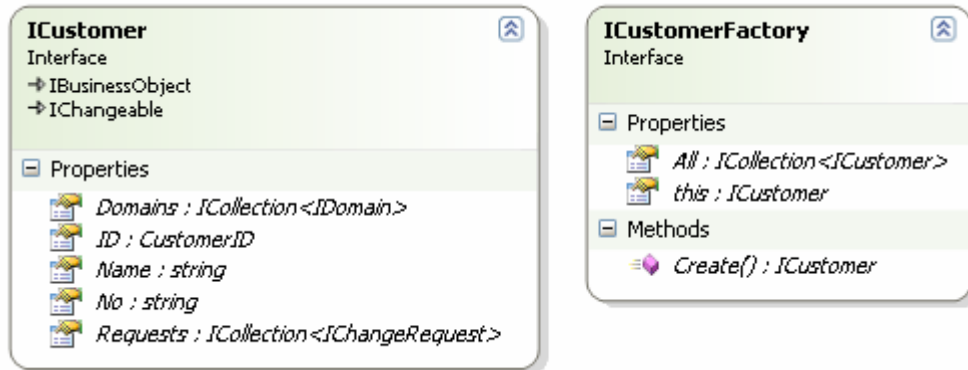 ICustomer
Interface
IBusinessObject
IChangeable
Properties
Domains : ICollection<IDomain>
ID : CustomerID
Name : string
No : string
Requests : ICollection<IChangeRequest>
ICustomerFactory
Interface
Properties
All : ICollection<ICustomer>
this : ICustomer
Methods
Create() : ICustomer